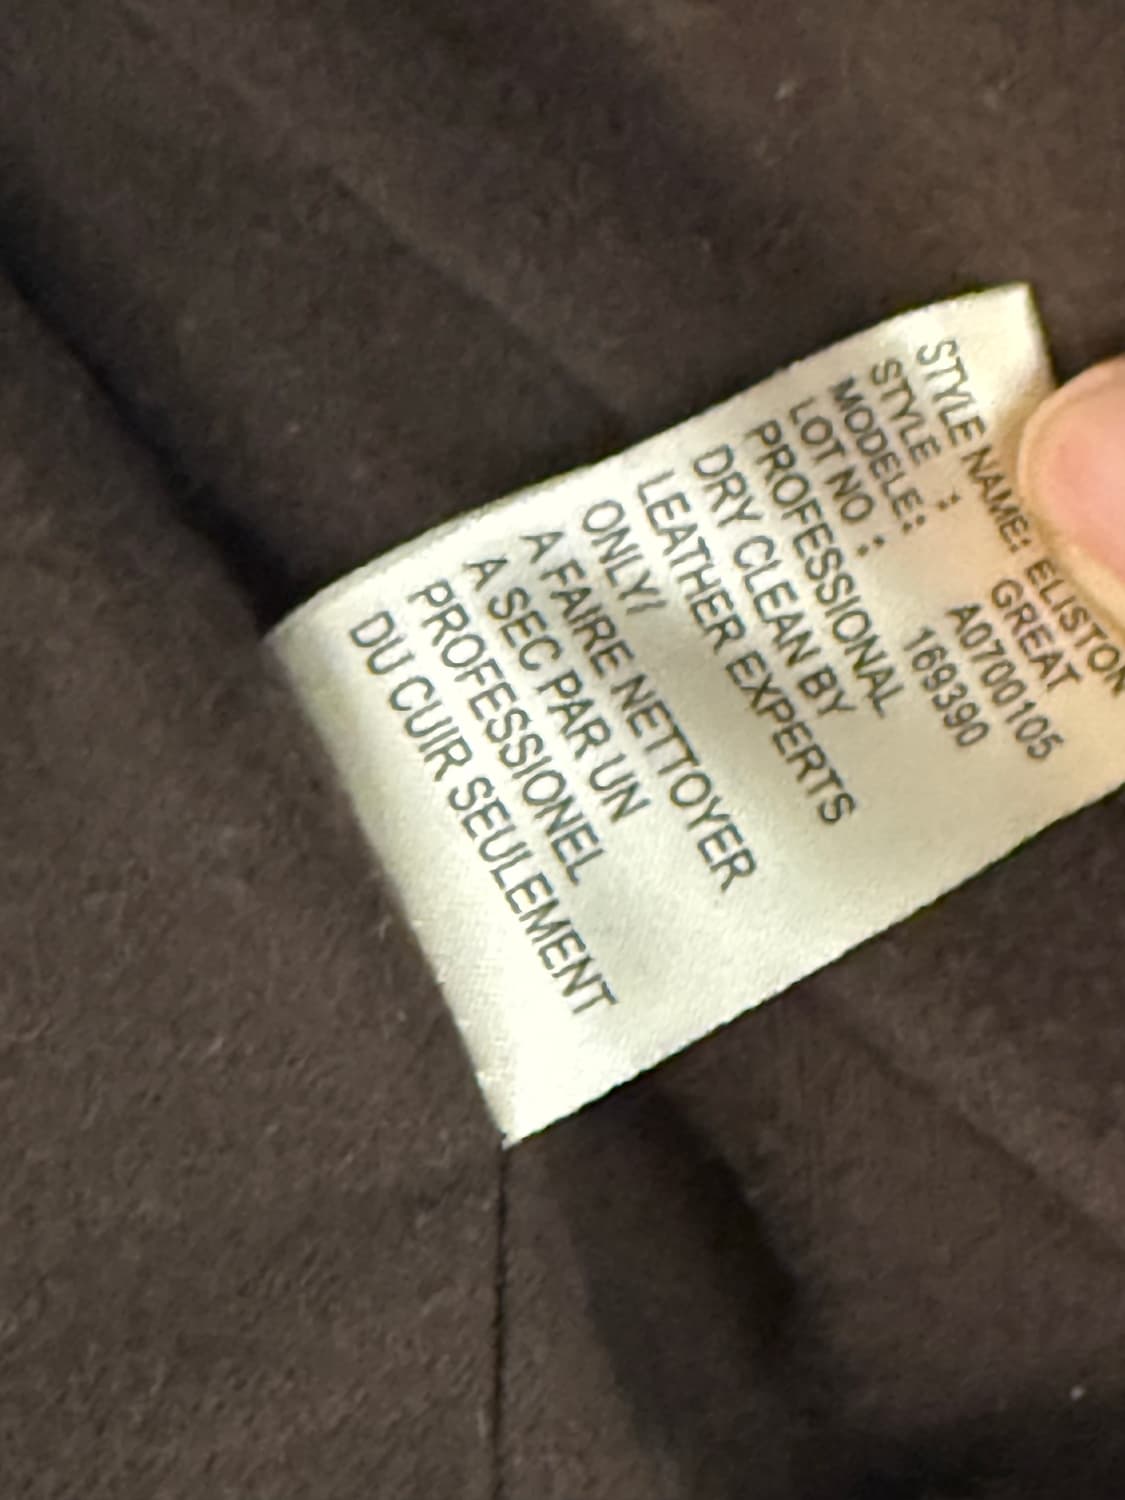 STYLE NAME: ELISTON
STYLE : GREAT
MODELE: A0700105
LOT NO : 169390
PROFESSIONAL
DRY CLEAN BY
LEATHER EXPERTS
ONLY!
A FAIRE NETTOYER
A SEC PAR UN
PROFESSIONEL
DU CUIR SEULEMENT